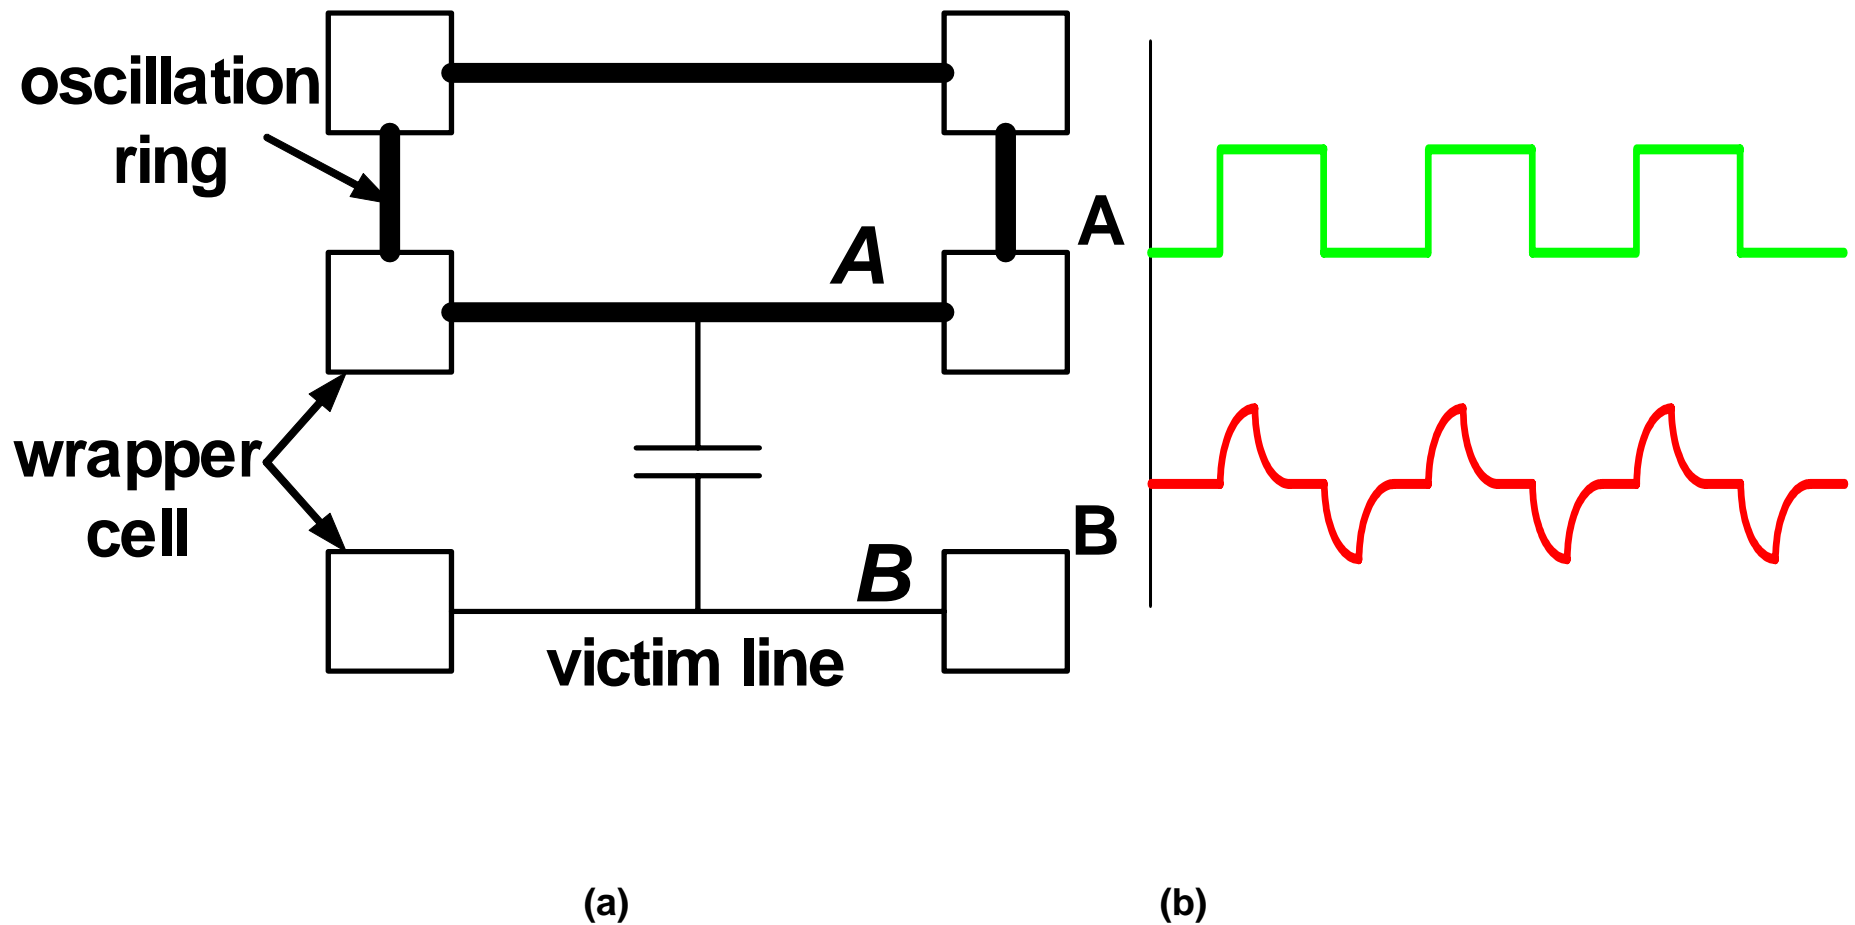 oscillation
ring
A
A
wrapper
cell
B
B
victim line
(a)
(b)